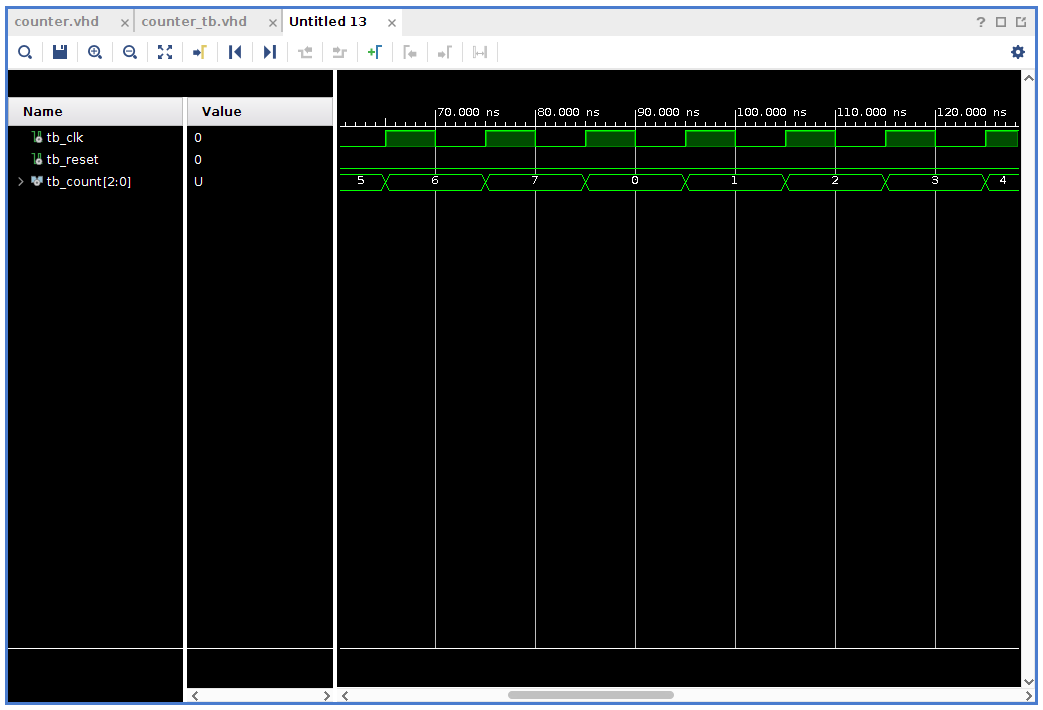 counter.vhd × counter_tb.vhd × Untitled 13 × ?
Name Value
70.000 ns 80.000 ns 90.000 ns 100.000 ns 110.000 ns 120.000 ns
tb_clk 0
tb_reset 0
tb_count[2:0] U 5 6 7 0 1 2 3 4